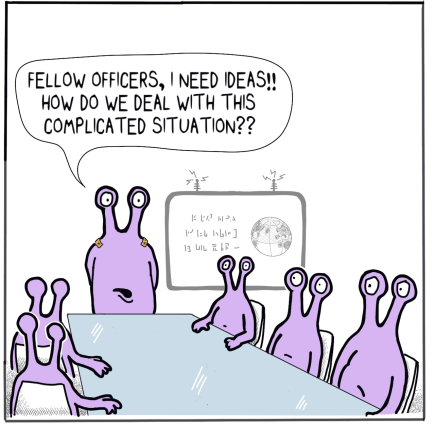 FELLOW OFFICERS, I NEED IDEAS!!
HOW DO WE DEAL WITH THIS
COMPLICATED SITUATION??